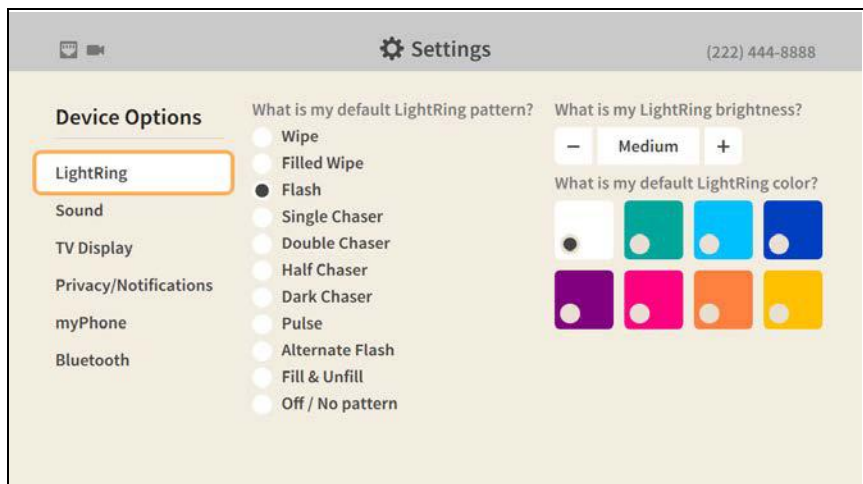 Settings
(222) 444-8888
Device Options
LightRing
Sound
TV Display
Privacy/Notifications
myPhone
Bluetooth
What is my default LightRing pattern?
Wipe
Filled Wipe
Flash
Single Chaser
Double Chaser
Half Chaser
Dark Chaser
Pulse
Alternate Flash
Fill & Unfill
Off / No pattern
What is my LightRing brightness?
− Medium +
What is my default LightRing color?